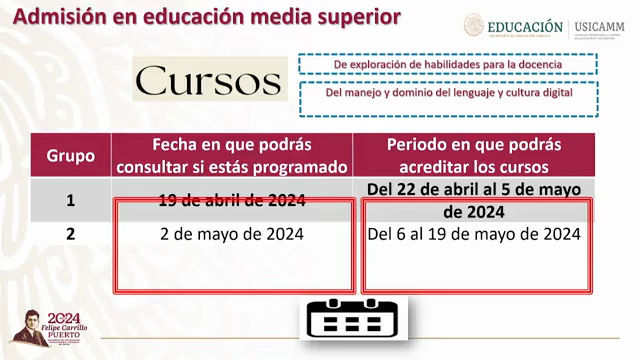 Admisión en educación media superior
EDUCACIÓN
SECRETARÍA DE EDUCACIÓN PÚBLICA
USICAMM
Cursos
De exploración de habilidades para la docencia
Del manejo y dominio del lenguaje y cultura digital
Grupo
Fecha en que podrás
consultar si estás programado
Periodo en que podrás
acreditar los cursos
1
19 de abril de 2024
Del 22 de abril al 5 de mayo
de 2024
2
2 de mayo de 2024
Del 6 al 19 de mayo de 2024
2024
Felipe Carrillo
PUERTO